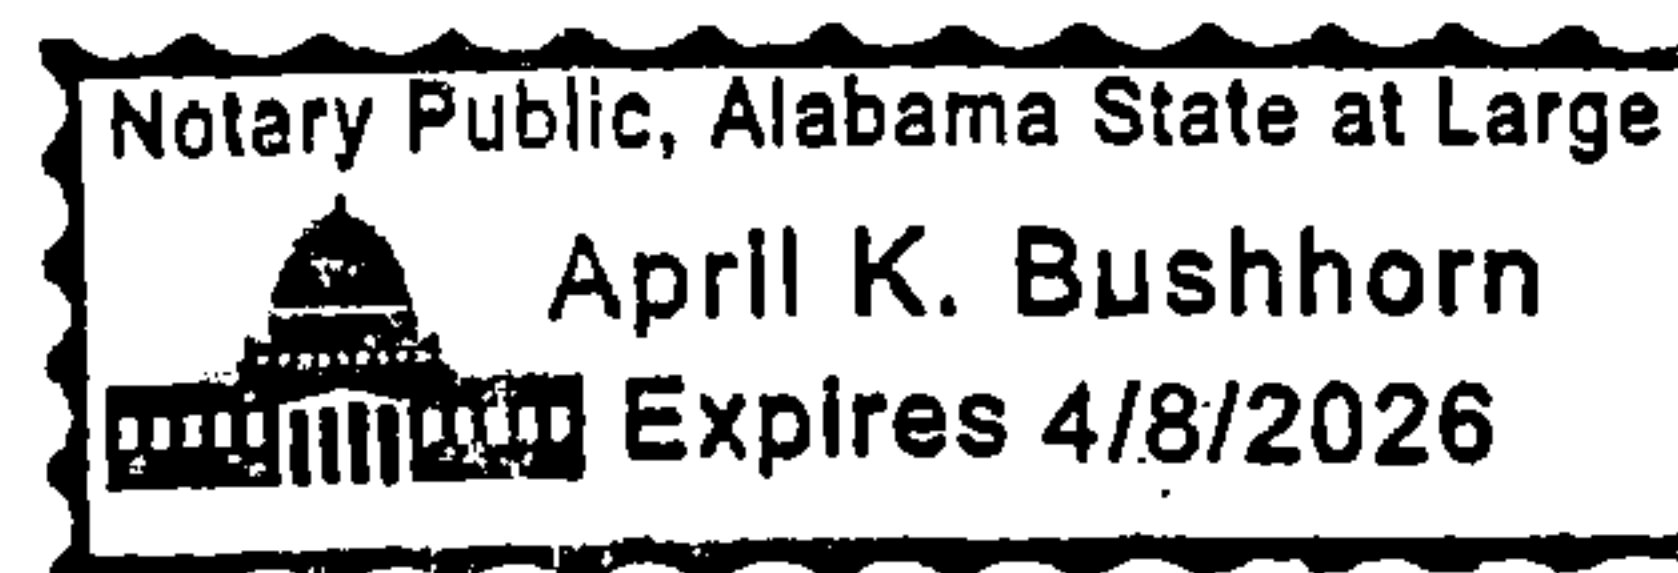 Notary Public, Alabama State at Large
April K. Bushhorn
Expires 4/8/2026